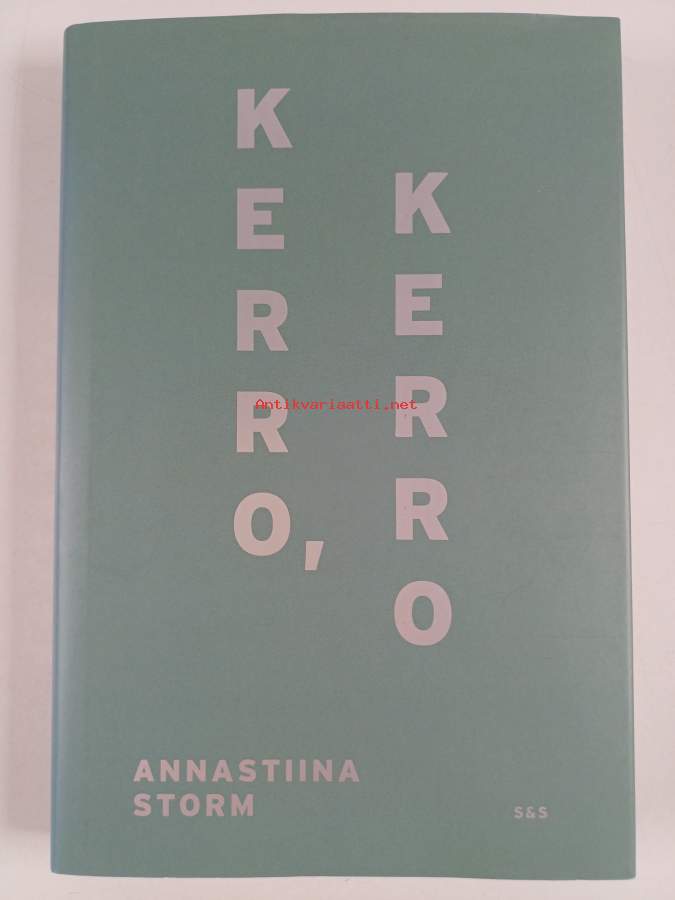 KERRO,
KERRO
Antikvariaatti.net
ANNASTIINA
STORM
S&S